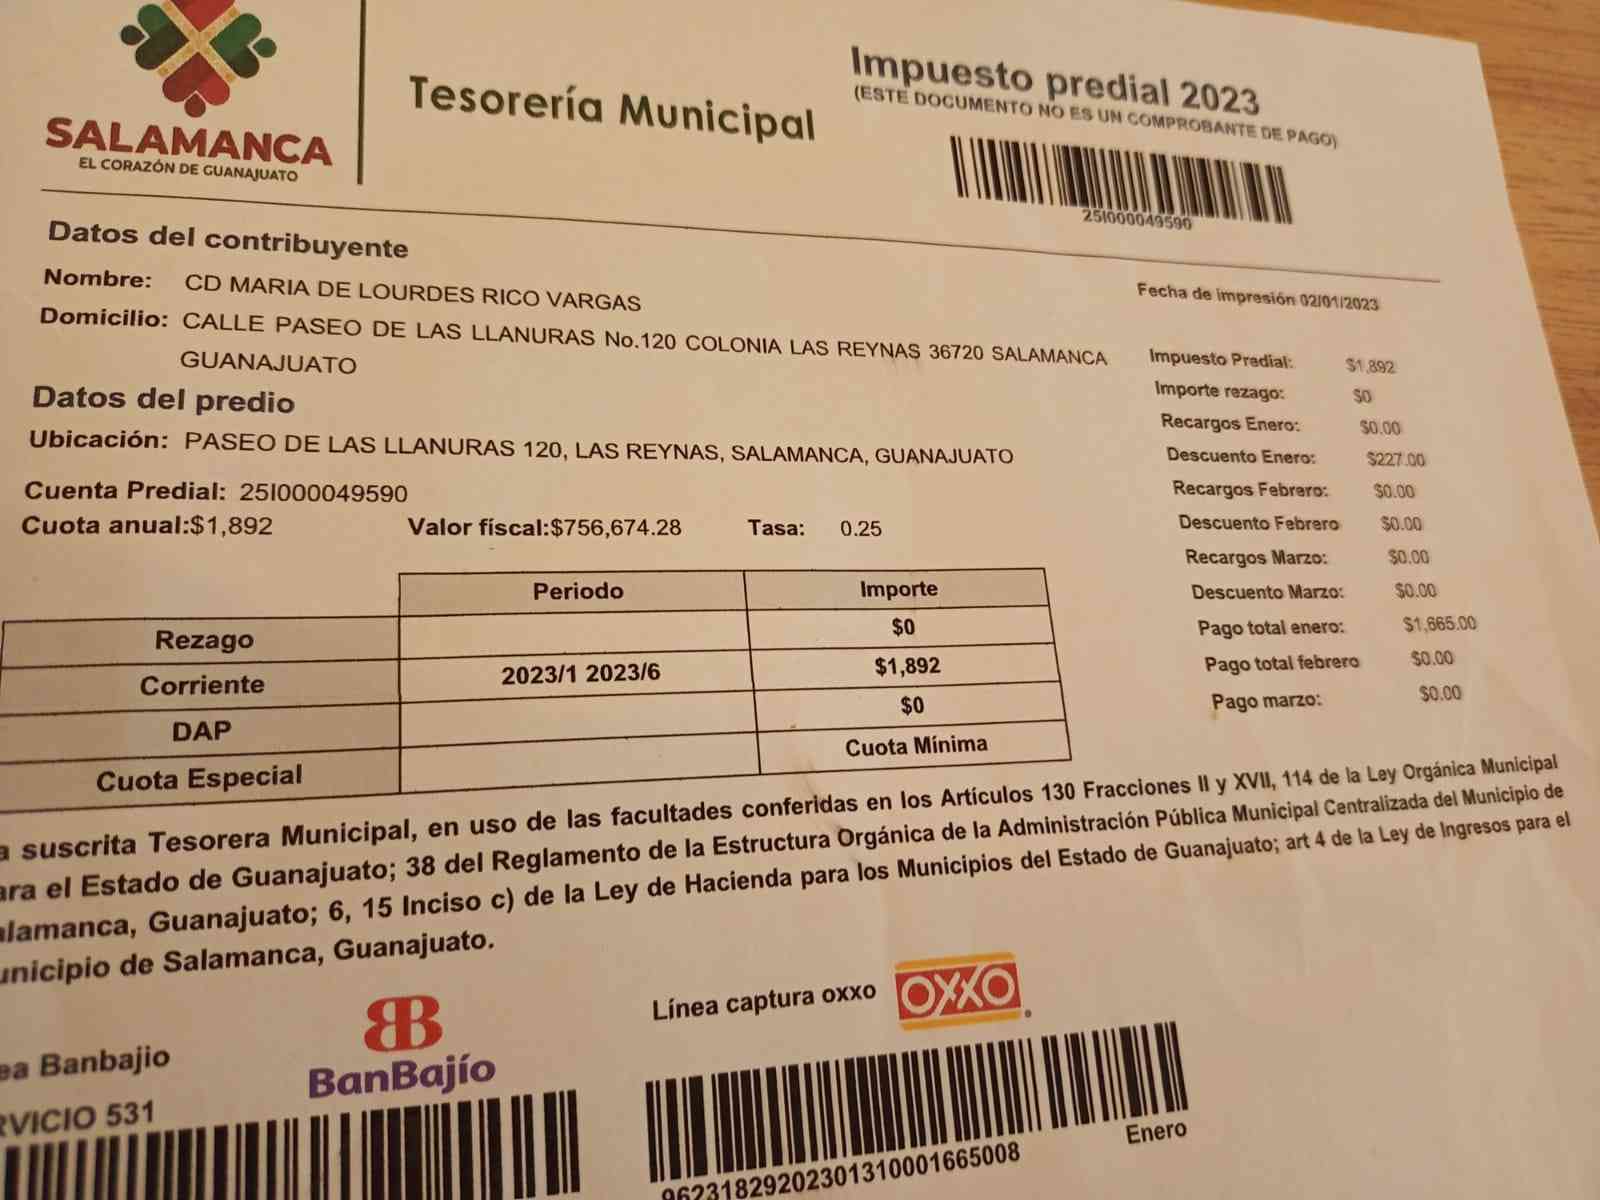 SALAMANCA
EL CORAZÓN DE GUANAJUATO
Tesorería Municipal
Impuesto predial 2023
(ESTE DOCUMENTO NO ES UN COMPROBANTE DE PAGO)
25I000049590
Datos del contribuyente
Nombre: CD MARIA DE LOURDES RICO VARGAS
Domicilio: CALLE PASEO DE LAS LLANURAS No.120 COLONIA LAS REYNAS 36720 SALAMANCA
GUANAJUATO
Datos del predio
Ubicación: PASEO DE LAS LLANURAS 120, LAS REYNAS, SALAMANCA, GUANAJUATO
Cuenta Predial: 25I000049590
Cuota anual:$1,892 Valor físcal:$756,674.28 Tasa: 0.25
Fecha de impresión 02/01/2023
Impuesto Predial: $1,892
Importe rezago: $0
Recargos Enero: $0.00
Descuento Enero: $227.00
Recargos Febrero: $0.00
Descuento Febrero $0.00
Recargos Marzo: $0.00
Descuento Marzo: $0.00
Pago total enero: $1,665.00
Pago total febrero $0.00
Pago marzo: $0.00
Periodo Importe
Rezago $0
Corriente 2023/1 2023/6 $1,892
DAP $0
Cuota Especial Cuota Mínima
a suscrita Tesorera Municipal, en uso de las facultades conferidas en los Artículos 130 Fracciones II y XVII, 114 de la Ley Orgánica Municipal
ara el Estado de Guanajuato; 38 del Reglamento de la Estructura Orgánica de la Administración Pública Municipal Centralizada del Municipio de
alamanca, Guanajuato; 6, 15 Inciso c) de la Ley de Hacienda para los Municipios del Estado de Guanajuato; art 4 de la Ley de Ingresos para el
unicipio de Salamanca, Guanajuato.
ea Banbajio
BanBajío
RVICIO 531
Línea captura oxxo
OXXO
Enero
96231829202301310001665008